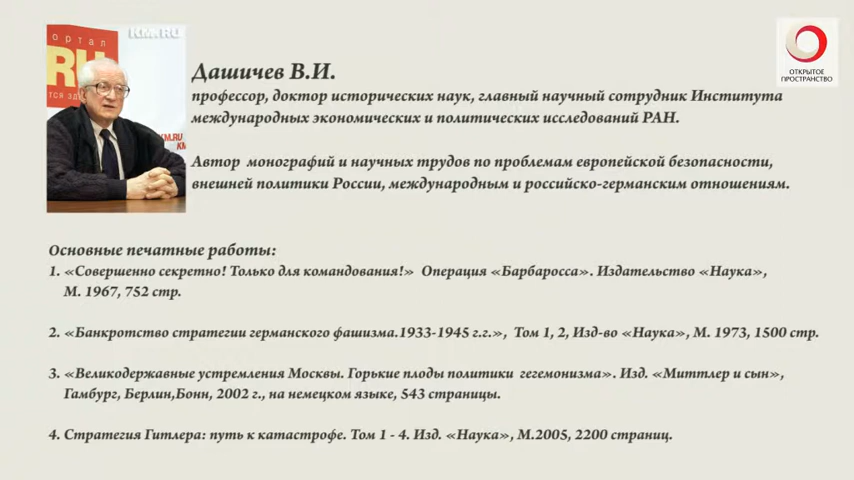 портал
KM.RU
RU
ОТКРЫТОЕ
ПРОСТРАНСТВО
KM.RU
Дашичев В.И.
профессор, доктор исторических наук, главный научный сотрудник Института
международных экономических и политических исследований РАН.
Автор монографий и научных трудов по проблемам европейской безопасности,
внешней политики России, международным и российско-германским отношениям.
Основные печатные работы:
1. «Совершенно секретно! Только для командования!» Операция «Барбаросса». Издательство «Наука»,
М. 1967, 752 стр.
2. «Банкротство стратегии германского фашизма.1933-1945 г.г.», Том 1, 2, Изд-во «Наука», М. 1973, 1500 стр.
3. «Великодержавные устремления Москвы. Горькие плоды политики гегемонизма». Изд. «Миттлер и сын»,
Гамбург, Берлин,Бонн, 2002 г., на немецком языке, 543 страницы.
4. Стратегия Гитлера: путь к катастрофе. Том 1 - 4. Изд. «Наука», М.2005, 2200 страниц.